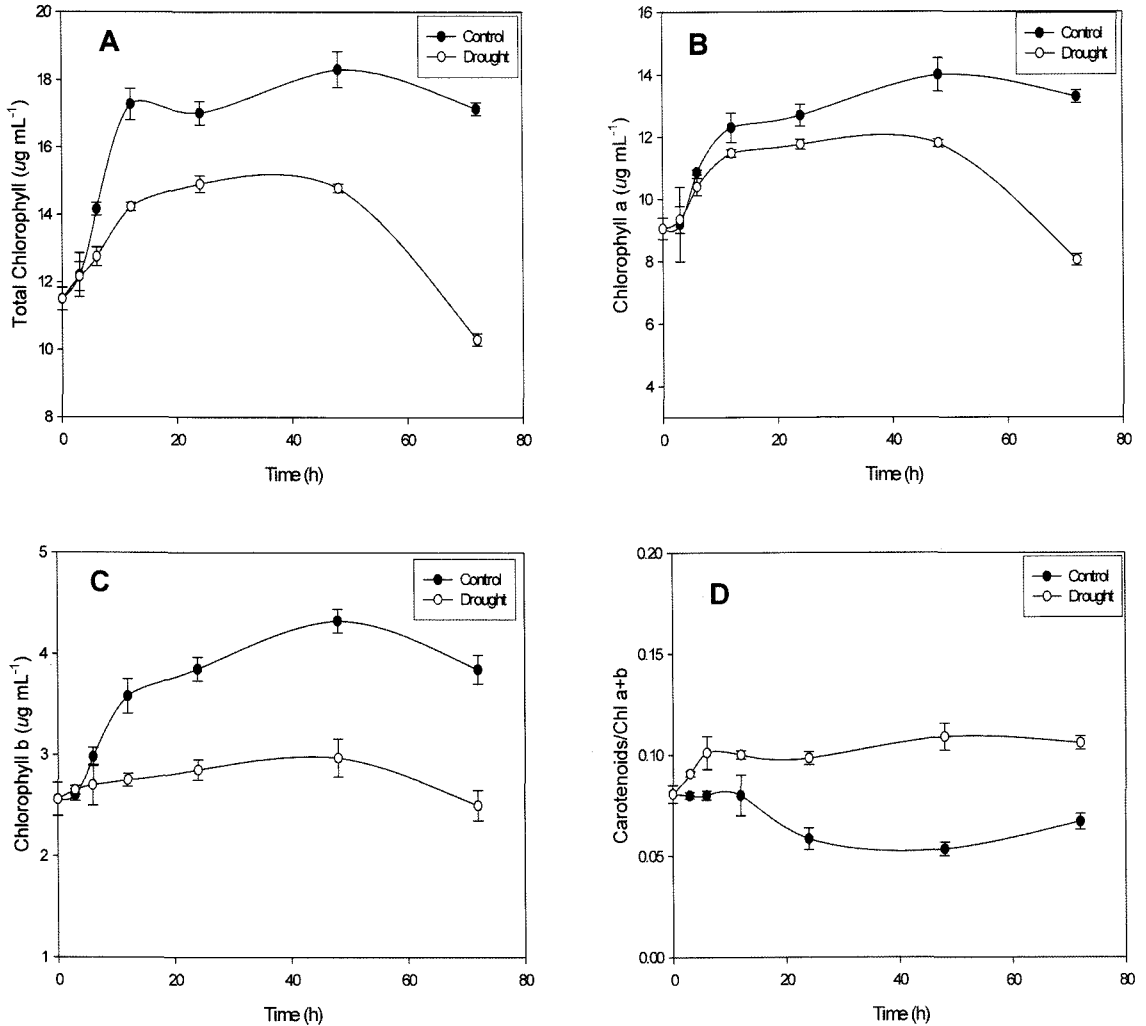 A
Control
Drought
20
18
16
14
12
10
8
0
20
40
60
80
Total Chlorophyll (ug mL⁻¹)
Time (h)
B
Control
Drought
16
14
12
10
8
6
4
0
20
40
60
80
Chlorophyll a (ug mL⁻¹)
Time (h)
C
Control
Drought
5
4
3
2
1
0
20
40
60
80
Chlorophyll b (ug mL⁻¹)
Time (h)
D
Control
Drought
0.20
0.15
0.10
0.05
0.00
0
20
40
60
80
Carotenoids/Chl a+b
Time (h)